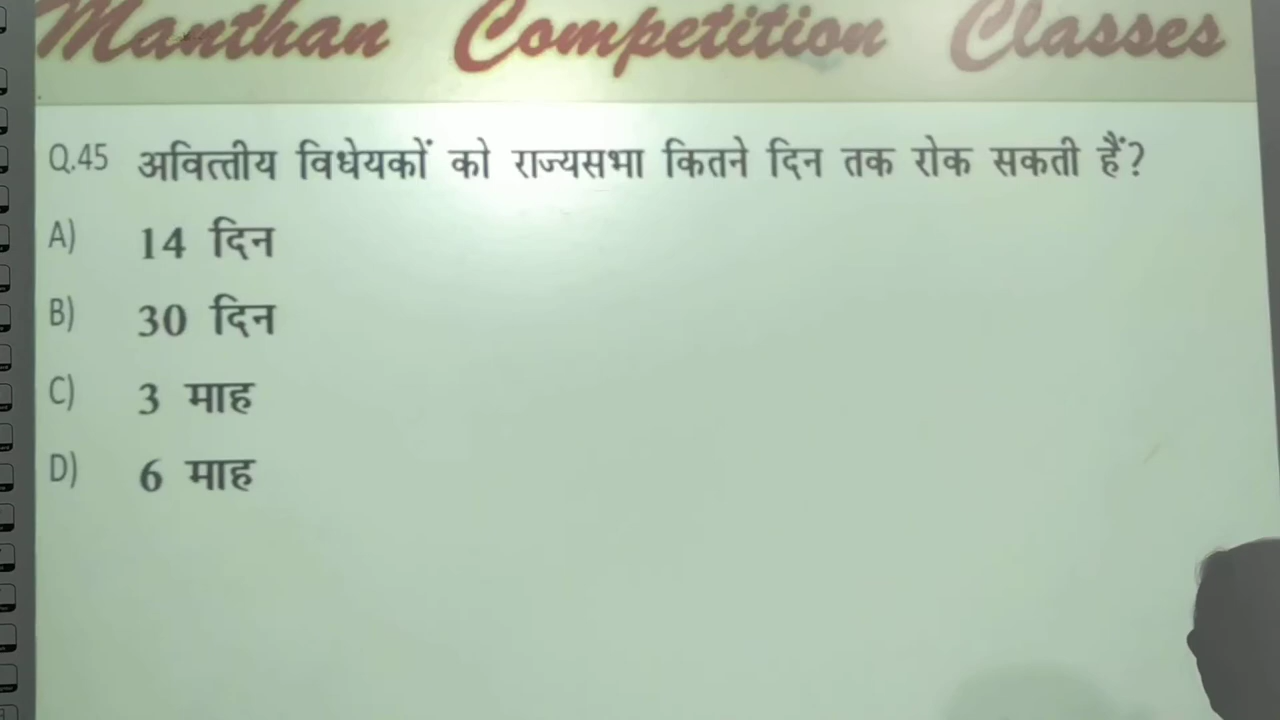 Manthan Competition Classes
Q.45 अवित्तीय विधेयकों को राज्यसभा कितने दिन तक रोक सकती हैं?
A) 14 दिन
B) 30 दिन
C) 3 माह
D) 6 माह